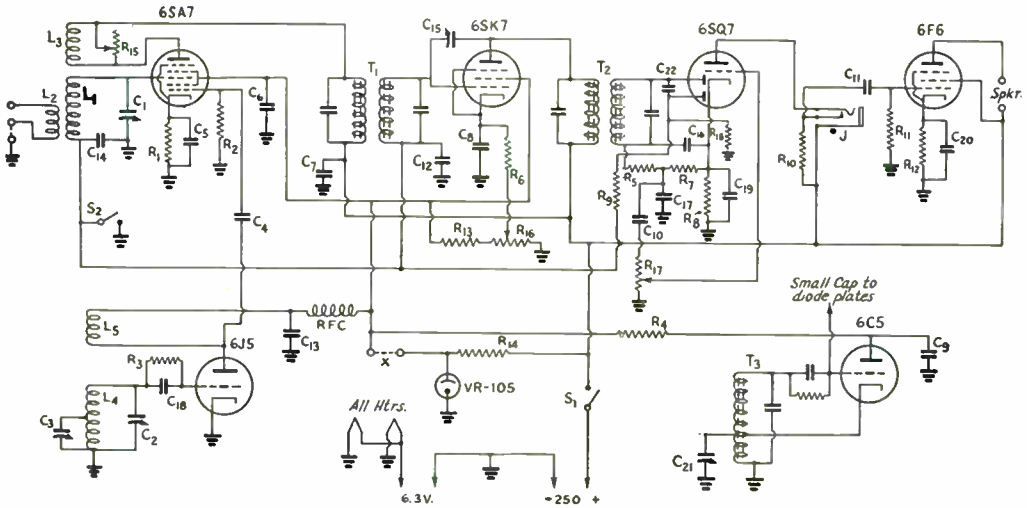 6SA7
6SK7
6SQ7
6F6
L3
R15
C15
T1
T2
C22
C11
Spkr.
L2
L1
C1
C5
C6
R1
R2
C14
C7
C12
C8
R6
C16
R18
R5
R7
R9
C17
C10
R8
C19
J
R10
R11
R12
C20
S2
C4
R13
R16
R17
Small Cap to
diode plates
L5
RFC
C13
6J5
R3
C18
L4
C3
C2
X
R14
VR-105
R4
S1
6C5
C9
T3
C21
All Htrs.
6.3V.
-250 +